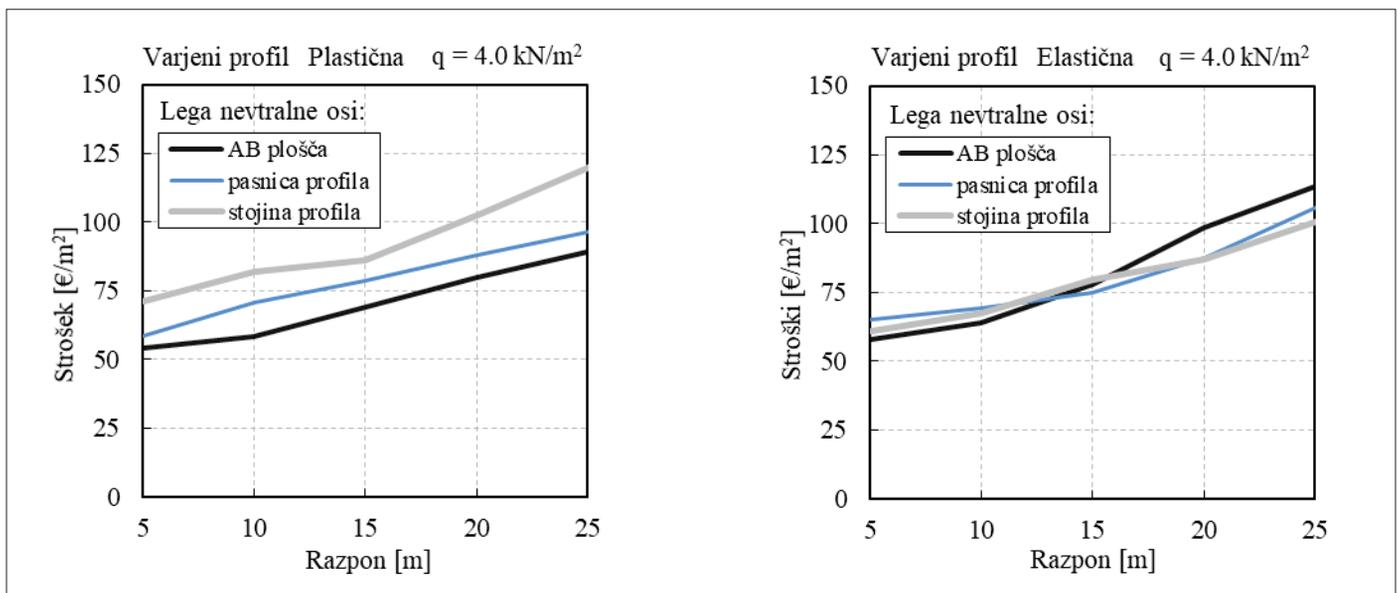 Varjeni profil Plastična q = 4.0 kN/m²
150
125
100
75
50
25
0
Strošek [€/m²]
Lega nevtralne osi:
AB plošča
pasnica profila
stojina profila
5 10 15 20 25
Razpon [m]
Varjeni profil Elastična q = 4.0 kN/m²
150
125
100
75
50
25
0
Stroški [€/m²]
Lega nevtralne osi:
AB plošča
pasnica profila
stojina profila
5 10 15 20 25
Razpon [m]